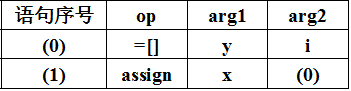 语句序号 op arg1 arg2
(0) =[] y i
(1) assign x (0)